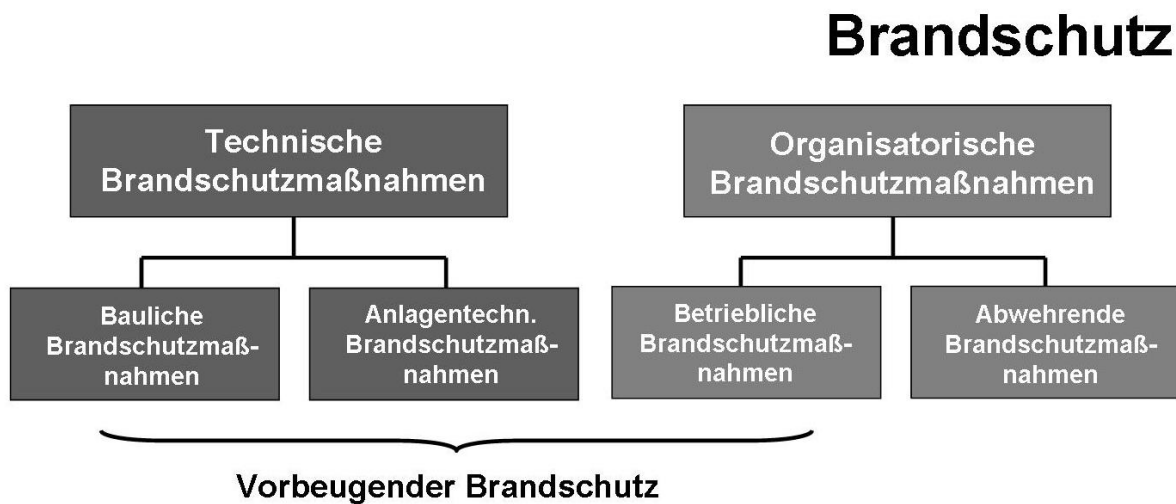 Brandschutz
Technische
Brandschutzmaßnahmen
Organisatorische
Brandschutzmaßnahmen
Bauliche
Brandschutzmaß-
nahmen
Anlagentechn.
Brandschutzmaß-
nahmen
Betriebliche
Brandschutzmaß-
nahmen
Abwehrende
Brandschutzmaß-
nahmen
Vorbeugender Brandschutz